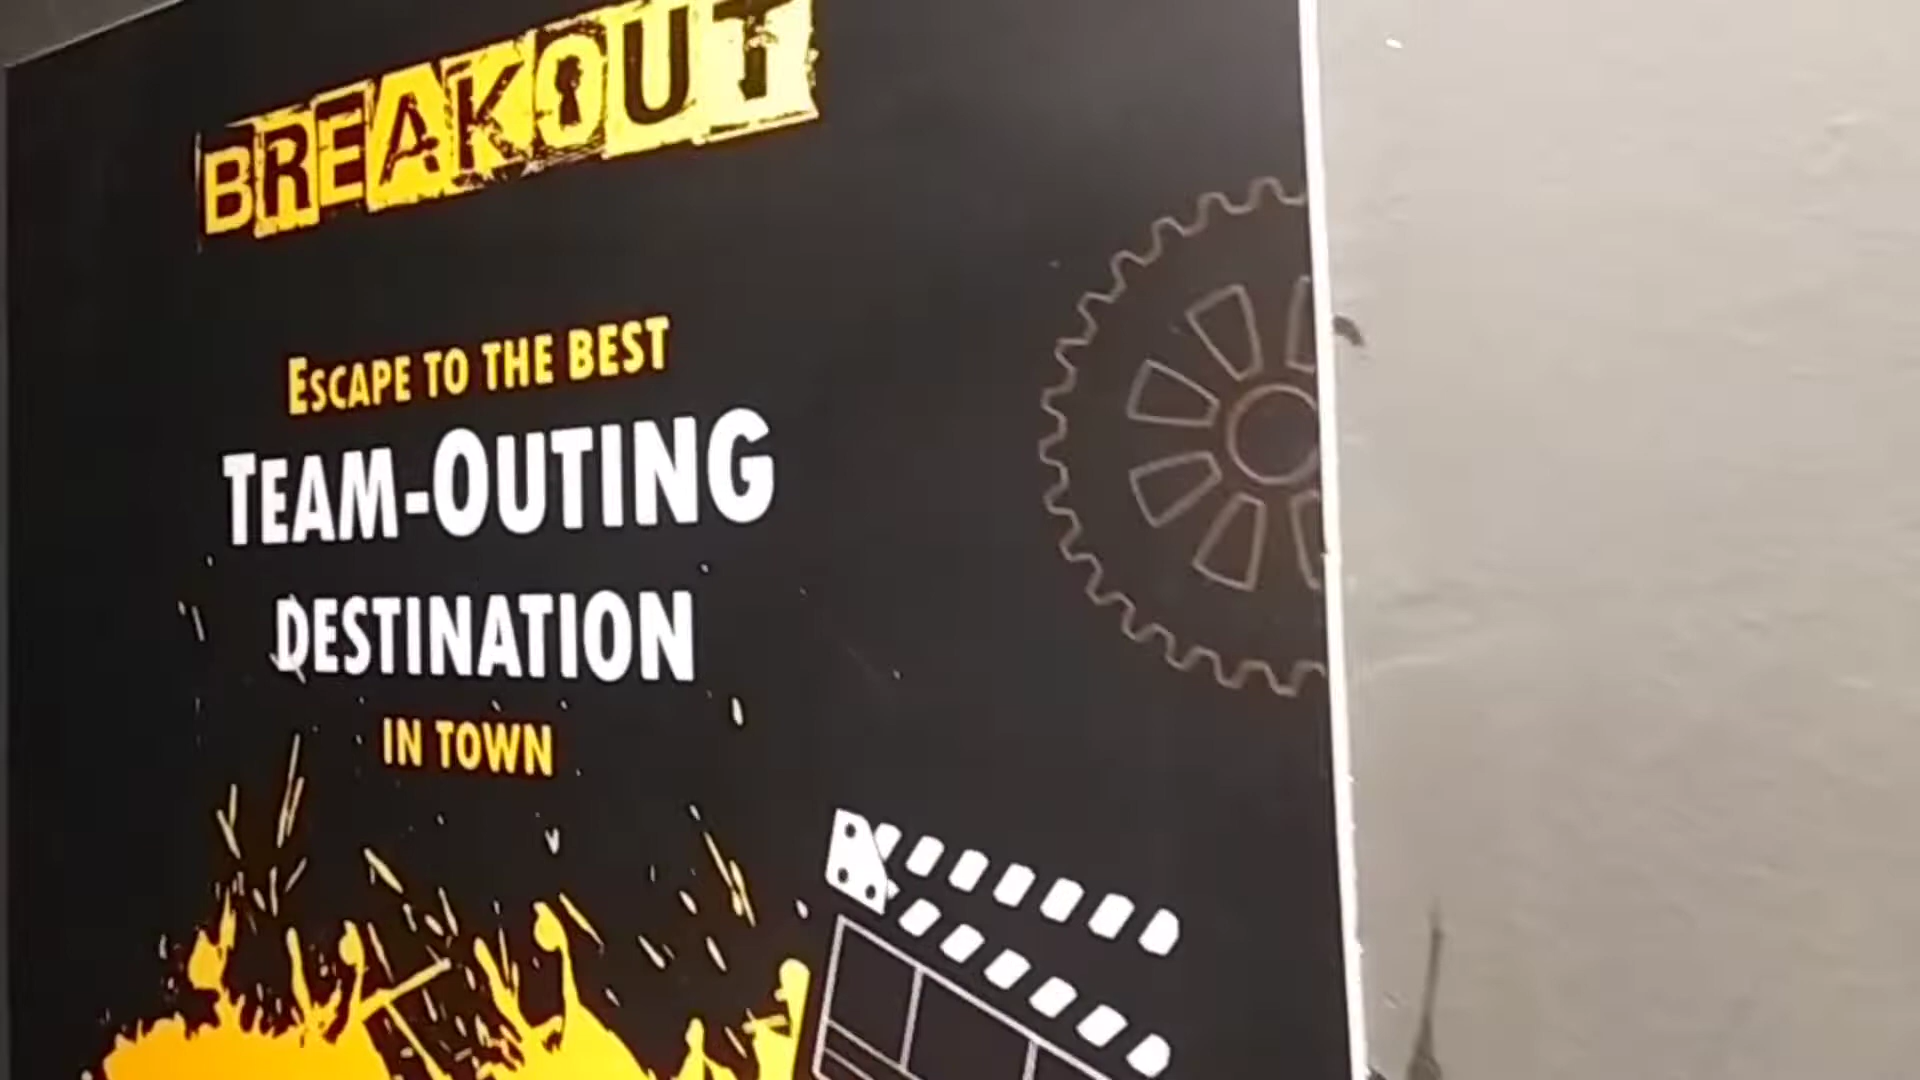 BREAKOUT
ESCAPE TO THE BEST
TEAM-OUTING
DESTINATION
IN TOWN